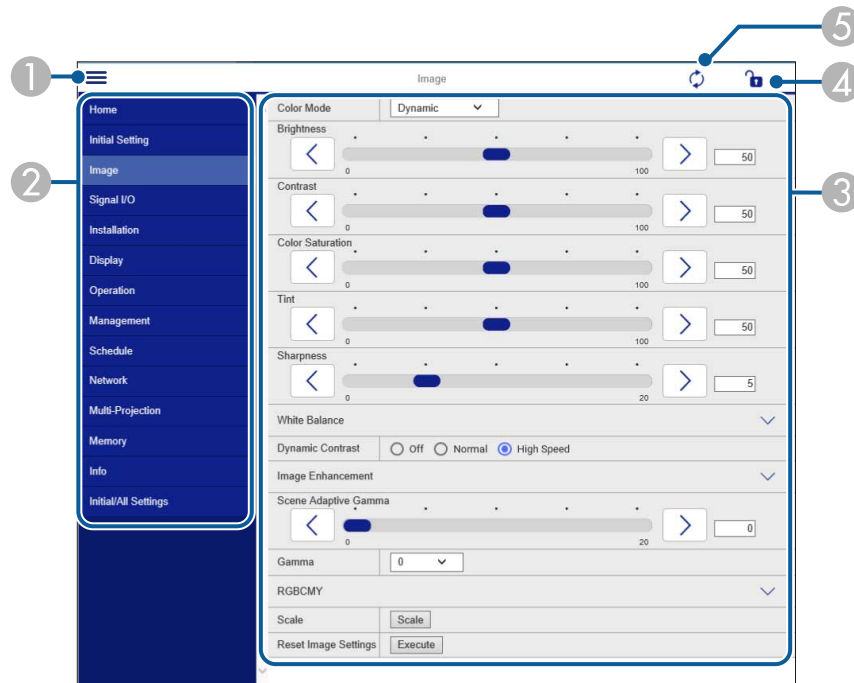 5
1
Image
4
Home
Initial Setting
Image
Signal I/O
Installation
Display
Operation
Management
Schedule
Network
Multi-Projection
Memory
Info
Initial/All Settings
2
Color Mode Dynamic
Brightness
0 100 50
Contrast
0 100 50
Color Saturation
0 100 50
Tint
0 100 50
Sharpness
0 20 5
White Balance
Dynamic Contrast Off Normal High Speed
Image Enhancement
Scene Adaptive Gamma
0 20 0
Gamma 0
RGBCMY
Scale Scale
Reset Image Settings Execute
3